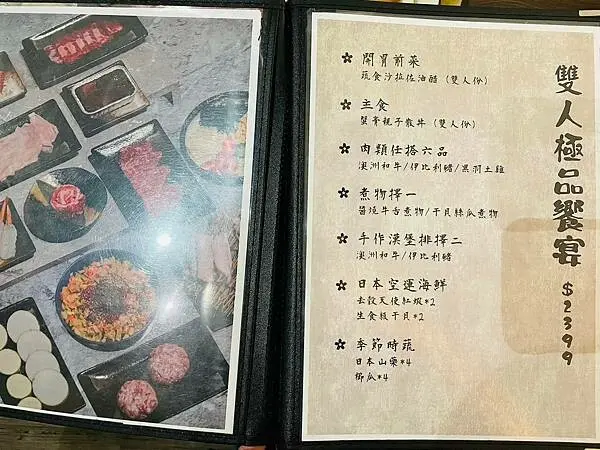 雙人極品饗宴 $2399
開胃前菜
蔬食沙拉佐油醋 (雙人份)
主食
蟹膏親子散丼 (雙人份)
肉類任搭六品
澳洲和牛/伊比利豬/黑羽土雞
煮物擇一
醬燒牛舌煮物/干貝絲瓜煮物
手作漢堡排擇二
澳洲和牛/伊比利豬
日本空運海鮮
去殼天使紅蝦*2
生食級干貝*2
季節時蔬
日本山藥*4
櫛瓜*4